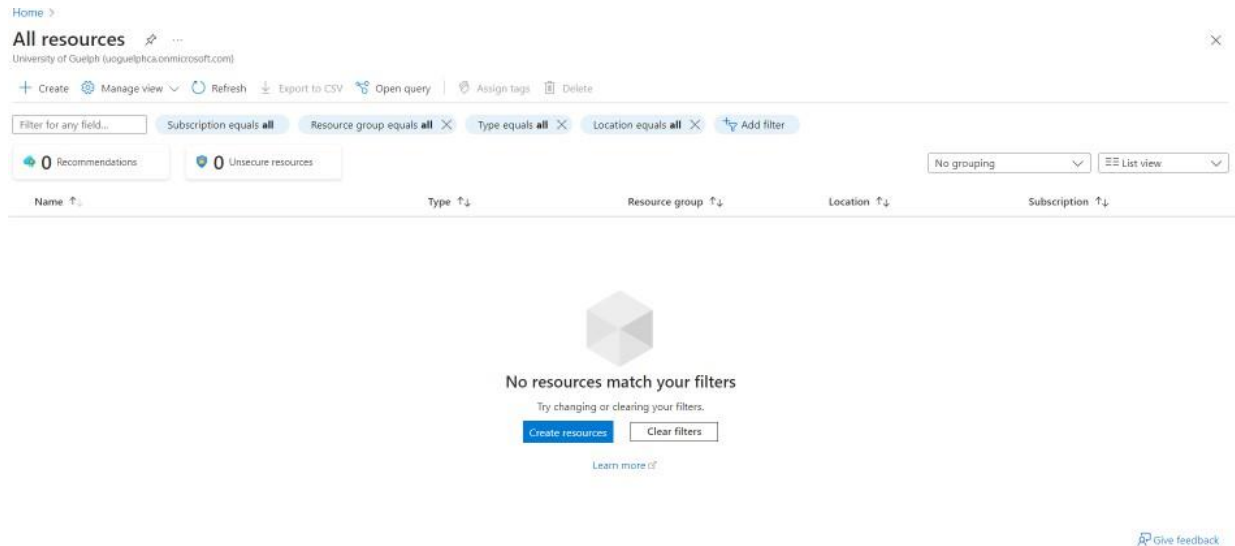 Home >
All resources ...
University of Guelph (uoguelphca.onmicrosoft.com)
+ Create Manage view Refresh Export to CSV Open query Assign tags Delete
Filter for any field... Subscription equals all Resource group equals all Type equals all Location equals all Add filter
0 Recommendations 0 Unsecure resources No grouping List view
Name ↑↓ Type ↑↓ Resource group ↑↓ Location ↑↓ Subscription ↑↓
No resources match your filters
Try changing or clearing your filters.
Create resources Clear filters
Learn more
Give feedback